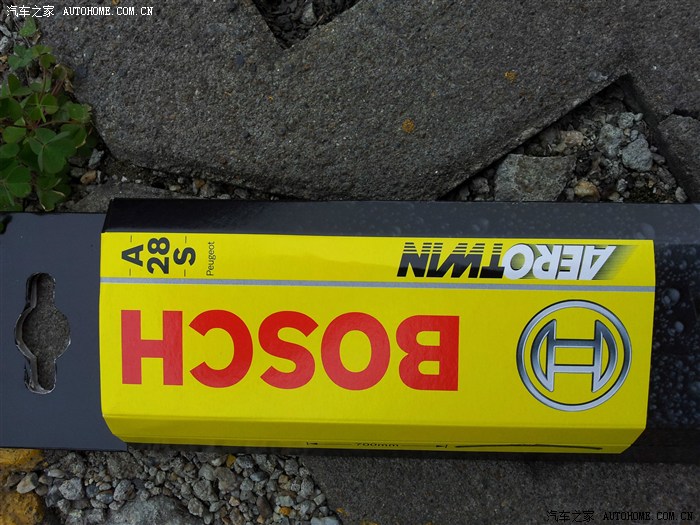 汽车之家 AUTOHOME.COM.CN
A
28
S
Peugeot
AEROTWIN
BOSCH
700mm
汽车之家 AUTOHOME.COM.CN